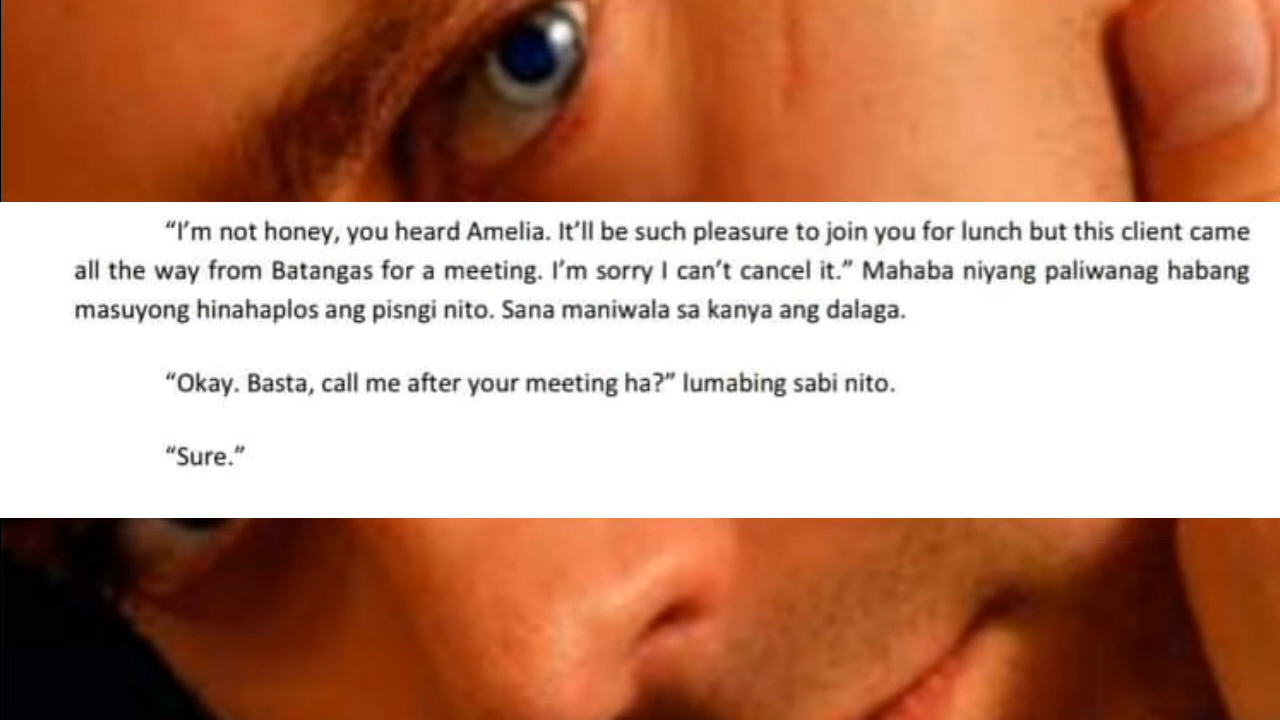 “I’m not honey, you heard Amelia. It’ll be such pleasure to join you for lunch but this client came
all the way from Batangas for a meeting. I’m sorry I can’t cancel it.” Mahaba niyang paliwanag habang
masuyong hinahaplos ang pisngi nito. Sana maniwala sa kanya ang dalaga.
“Okay. Basta, call me after your meeting ha?” lumabing sabi nito.
“Sure.”